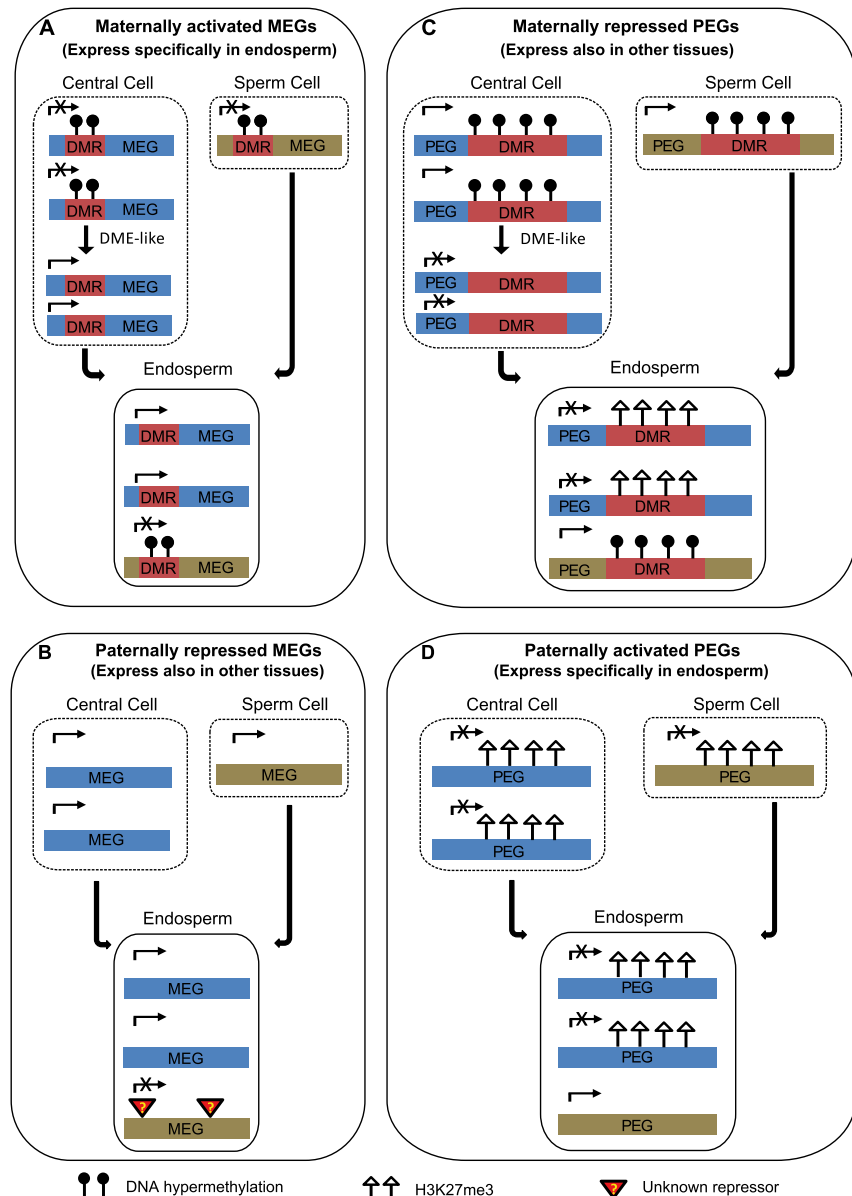 A
Maternally activated MEGs
(Express specifically in endosperm)
Central Cell
Sperm Cell
X
X
DMR MEG
DMR MEG
X
DMR MEG
DME-like
DMR MEG
DMR MEG
Endosperm
DMR MEG
DMR MEG
X
DMR MEG
C
Maternally repressed PEGs
(Express also in other tissues)
Central Cell
Sperm Cell
PEG DMR
PEG DMR
PEG DMR
DME-like
X
PEG DMR
X
PEG DMR
Endosperm
X
PEG DMR
X
PEG DMR
PEG DMR
B
Paternally repressed MEGs
(Express also in other tissues)
Central Cell
Sperm Cell
MEG
MEG
MEG
Endosperm
MEG
MEG
X
? ?
MEG
D
Paternally activated PEGs
(Express specifically in endosperm)
Central Cell
Sperm Cell
X
X
PEG
PEG
X
PEG
Endosperm
X
PEG
X
PEG
PEG
DNA hypermethylation
H3K27me3
? Unknown repressor